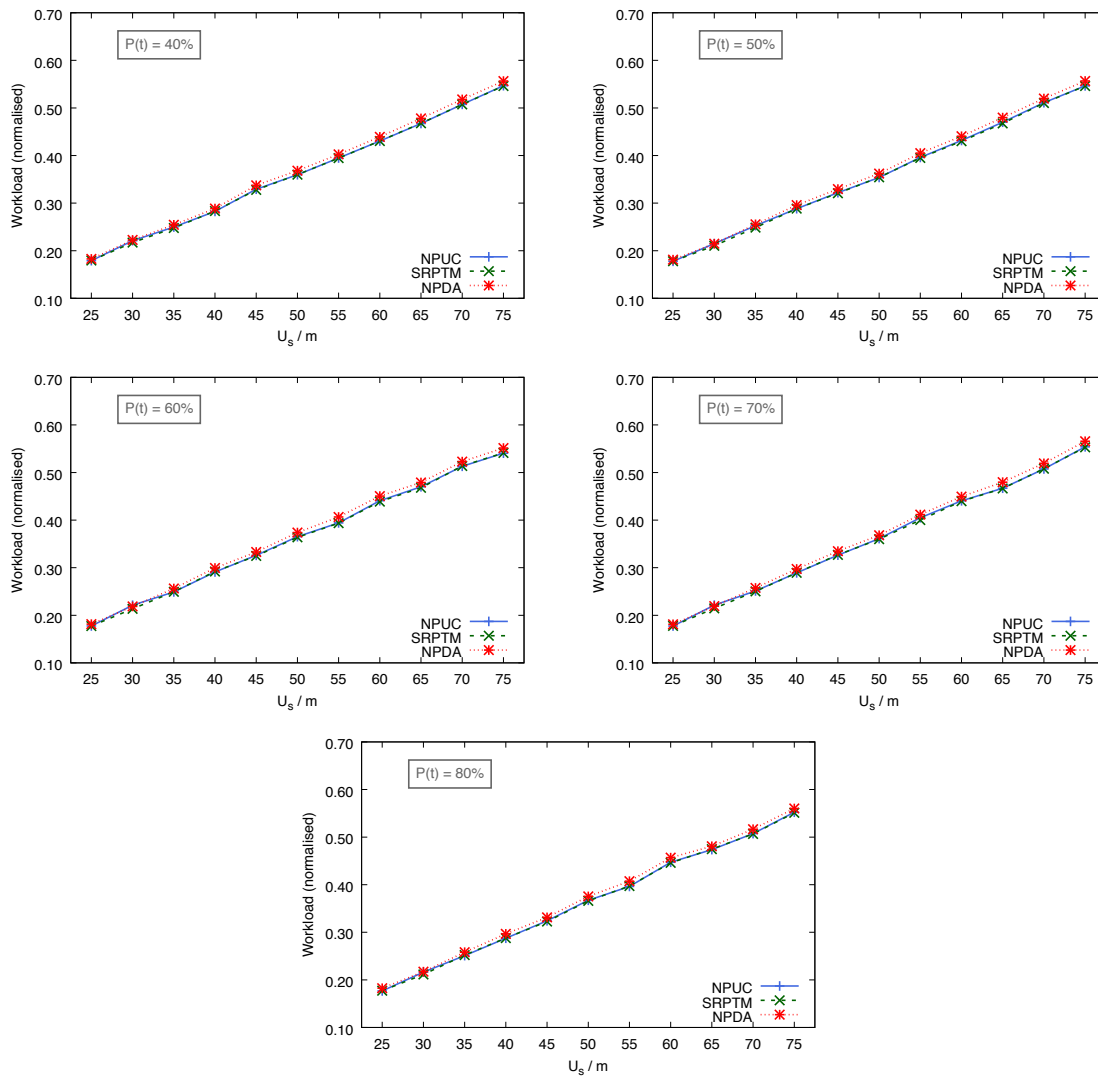 0.70
0.60
0.50
0.40
0.30
0.20
0.10
Workload (normalised)
P(t) = 40%
NPUC
SRPTM
NPDA
25 30 35 40 45 50 55 60 65 70 75
U_s / m
0.70
0.60
0.50
0.40
0.30
0.20
0.10
Workload (normalised)
P(t) = 50%
NPUC
SRPTM
NPDA
25 30 35 40 45 50 55 60 65 70 75
U_s / m
0.70
0.60
0.50
0.40
0.30
0.20
0.10
Workload (normalised)
P(t) = 60%
NPUC
SRPTM
NPDA
25 30 35 40 45 50 55 60 65 70 75
U_s / m
0.70
0.60
0.50
0.40
0.30
0.20
0.10
Workload (normalised)
P(t) = 70%
NPUC
SRPTM
NPDA
25 30 35 40 45 50 55 60 65 70 75
U_s / m
0.70
0.60
0.50
0.40
0.30
0.20
0.10
Workload (normalised)
P(t) = 80%
NPUC
SRPTM
NPDA
25 30 35 40 45 50 55 60 65 70 75
U_s / m